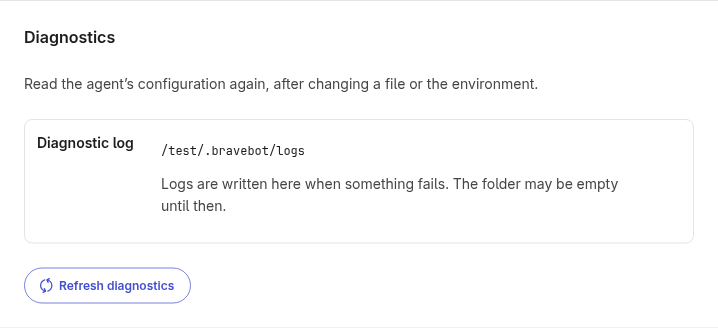 Diagnostics
Read the agent’s configuration again, after changing a file or the environment.
Diagnostic log
/test/.bravebot/logs
Logs are written here when something fails. The folder may be empty
until then.
Refresh diagnostics